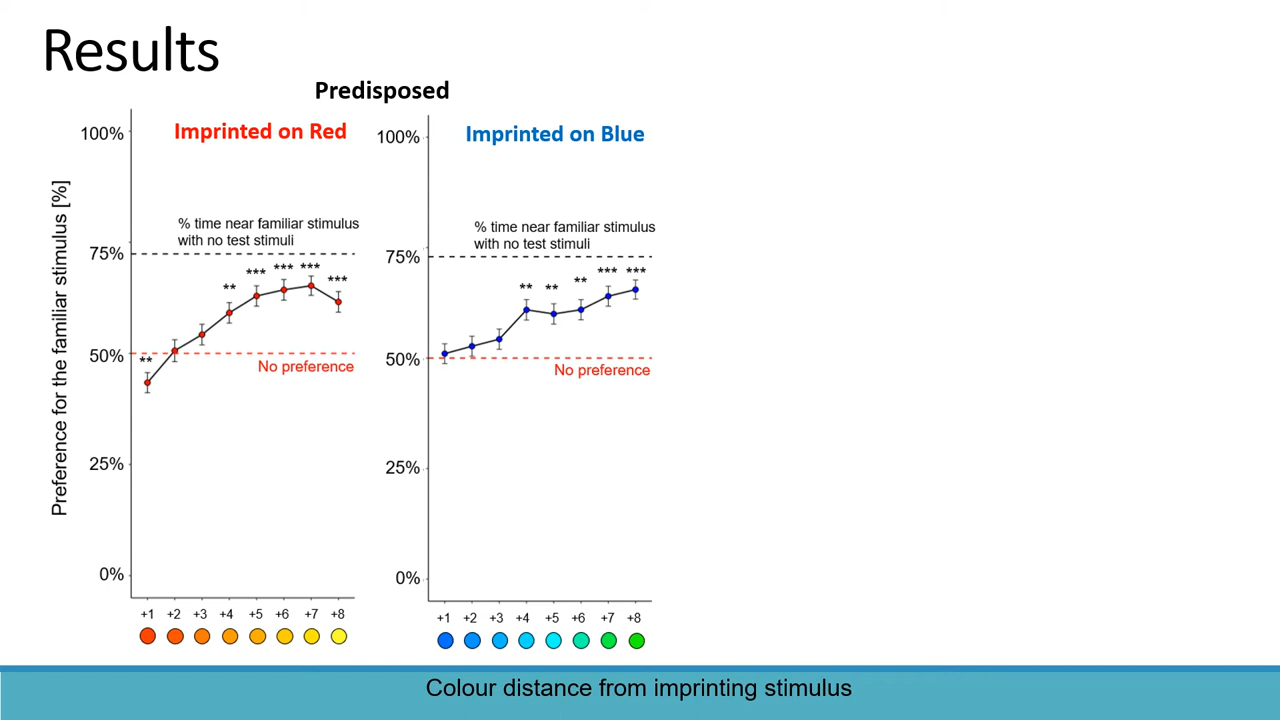 Results
Predisposed
Imprinted on Red
100%
% time near familiar stimulus
with no test stimuli
75%
** *** *** *** ***
50%
**
No preference
25%
0%
Preference for the familiar stimulus [%]
+1 +2 +3 +4 +5 +6 +7 +8
Imprinted on Blue
100%
% time near familiar stimulus
with no test stimuli
75%
** ** ** *** ***
50%
No preference
25%
0%
+1 +2 +3 +4 +5 +6 +7 +8
Colour distance from imprinting stimulus